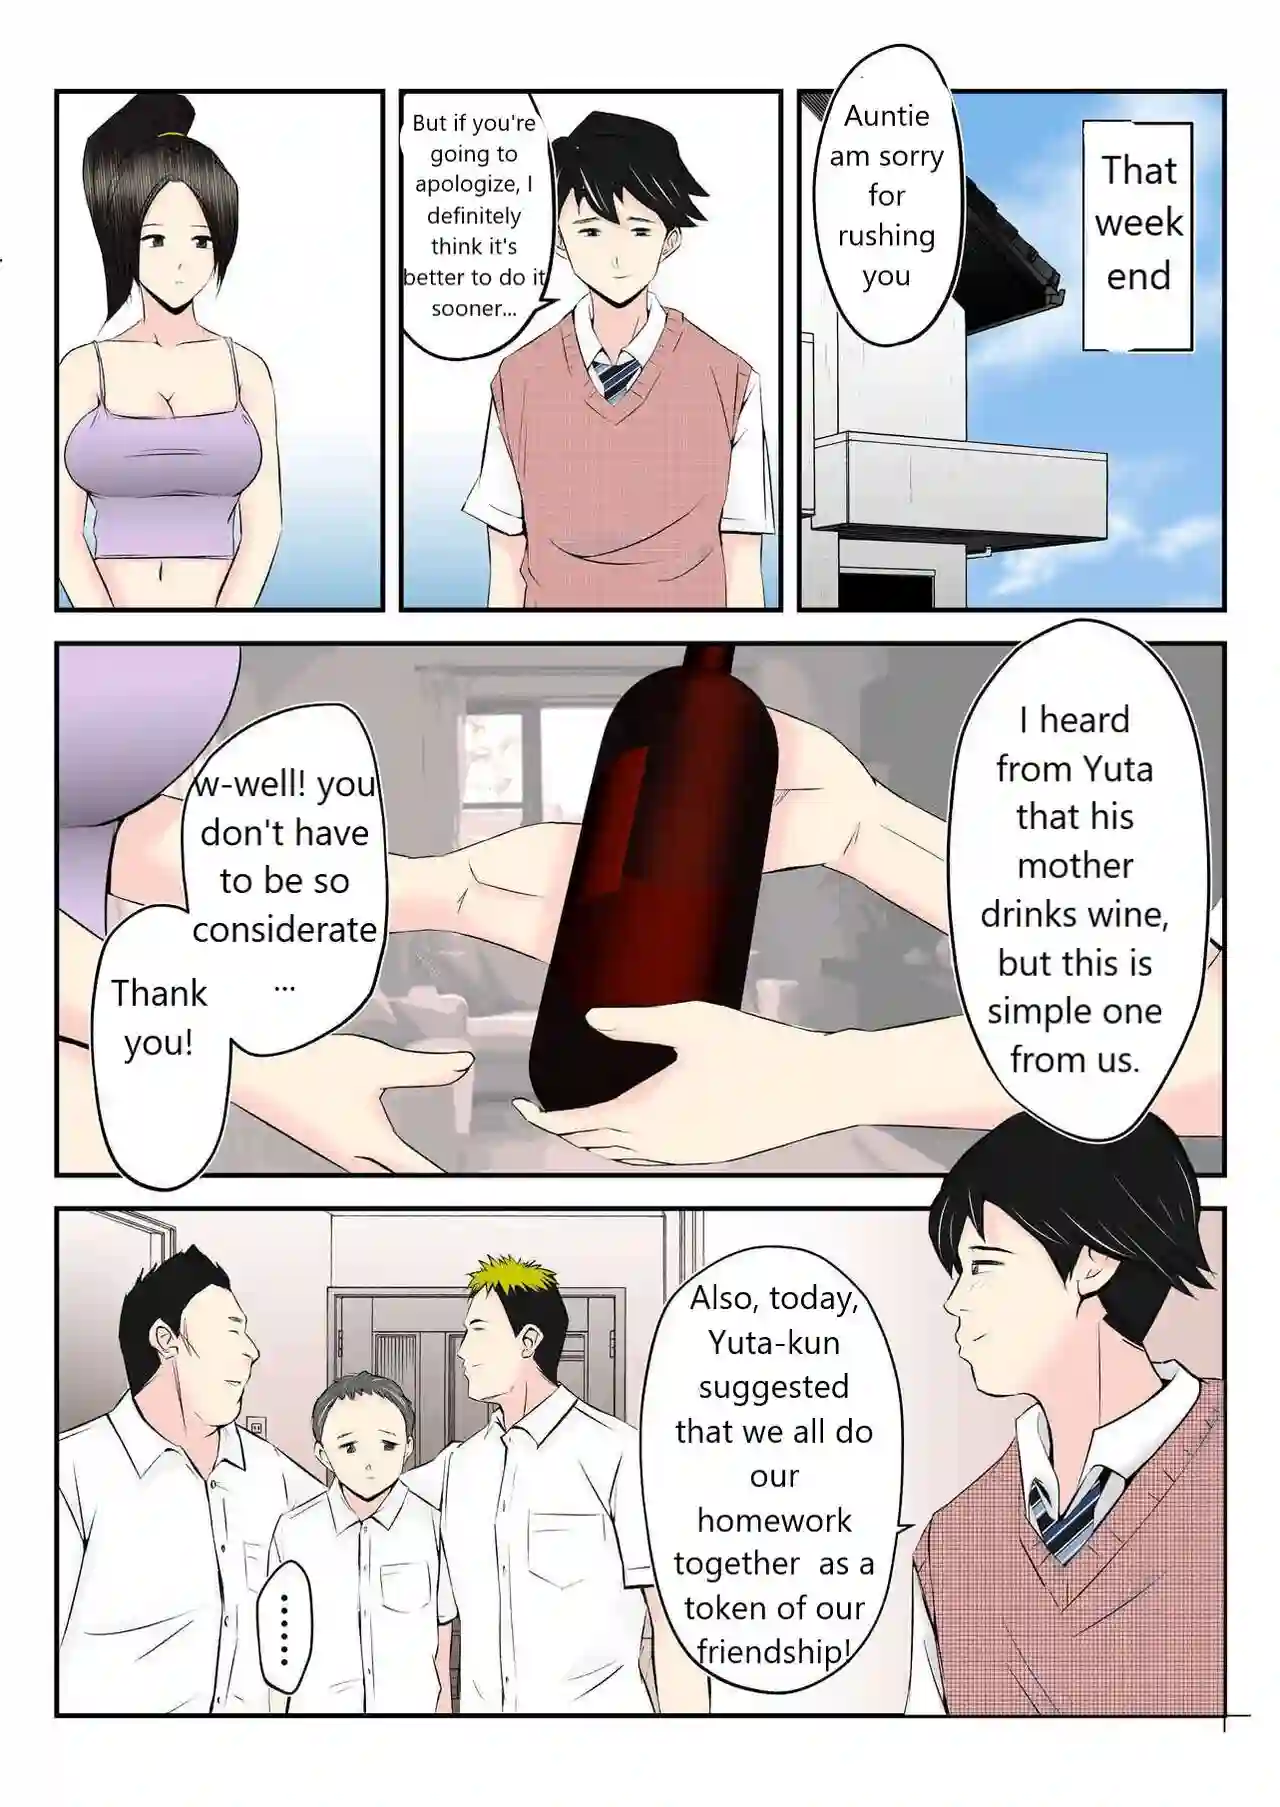 That
week
end
Auntie
am sorry
for
rushing
you
But if you're
going to
apologize, I
definitely
think it's
better to do it
sooner...
I heard
from Yuta
that his
mother
drinks wine,
but this is
simple one
from us.
w-well! you
don't have
to be so
considerate
...
Thank
you!
Also, today,
Yuta-kun
suggested
that we all do
our
homework
together as a
token of our
friendship!
......